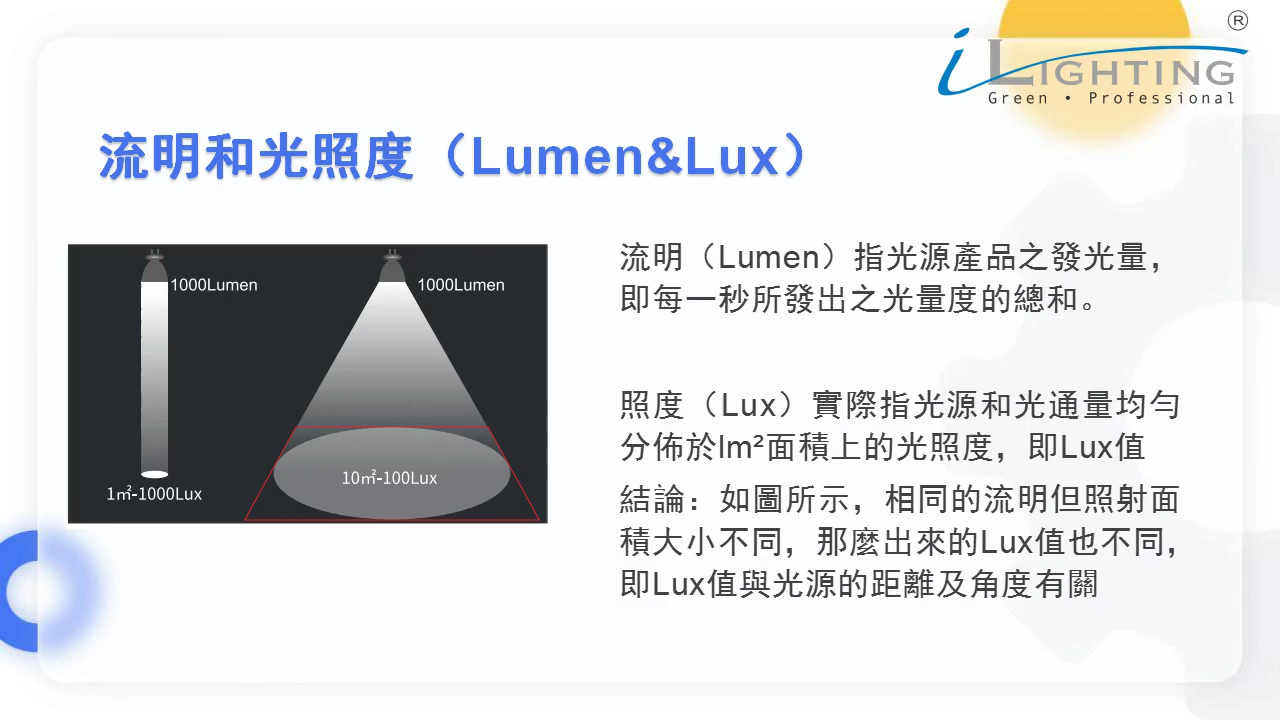 ®
iLIGHTING
Green • Professional
流明和光照度（Lumen&Lux）
1000Lumen
1000Lumen
10㎡-100Lux
1㎡-1000Lux
流明（Lumen）指光源產品之發光量，
即每一秒所發出之光量度的總和。
照度（Lux）實際指光源和光通量均勻
分佈於lm²面積上的光照度，即Lux值
結論：如圖所示，相同的流明但照射面
積大小不同，那麼出來的Lux值也不同，
即Lux值與光源的距離及角度有關